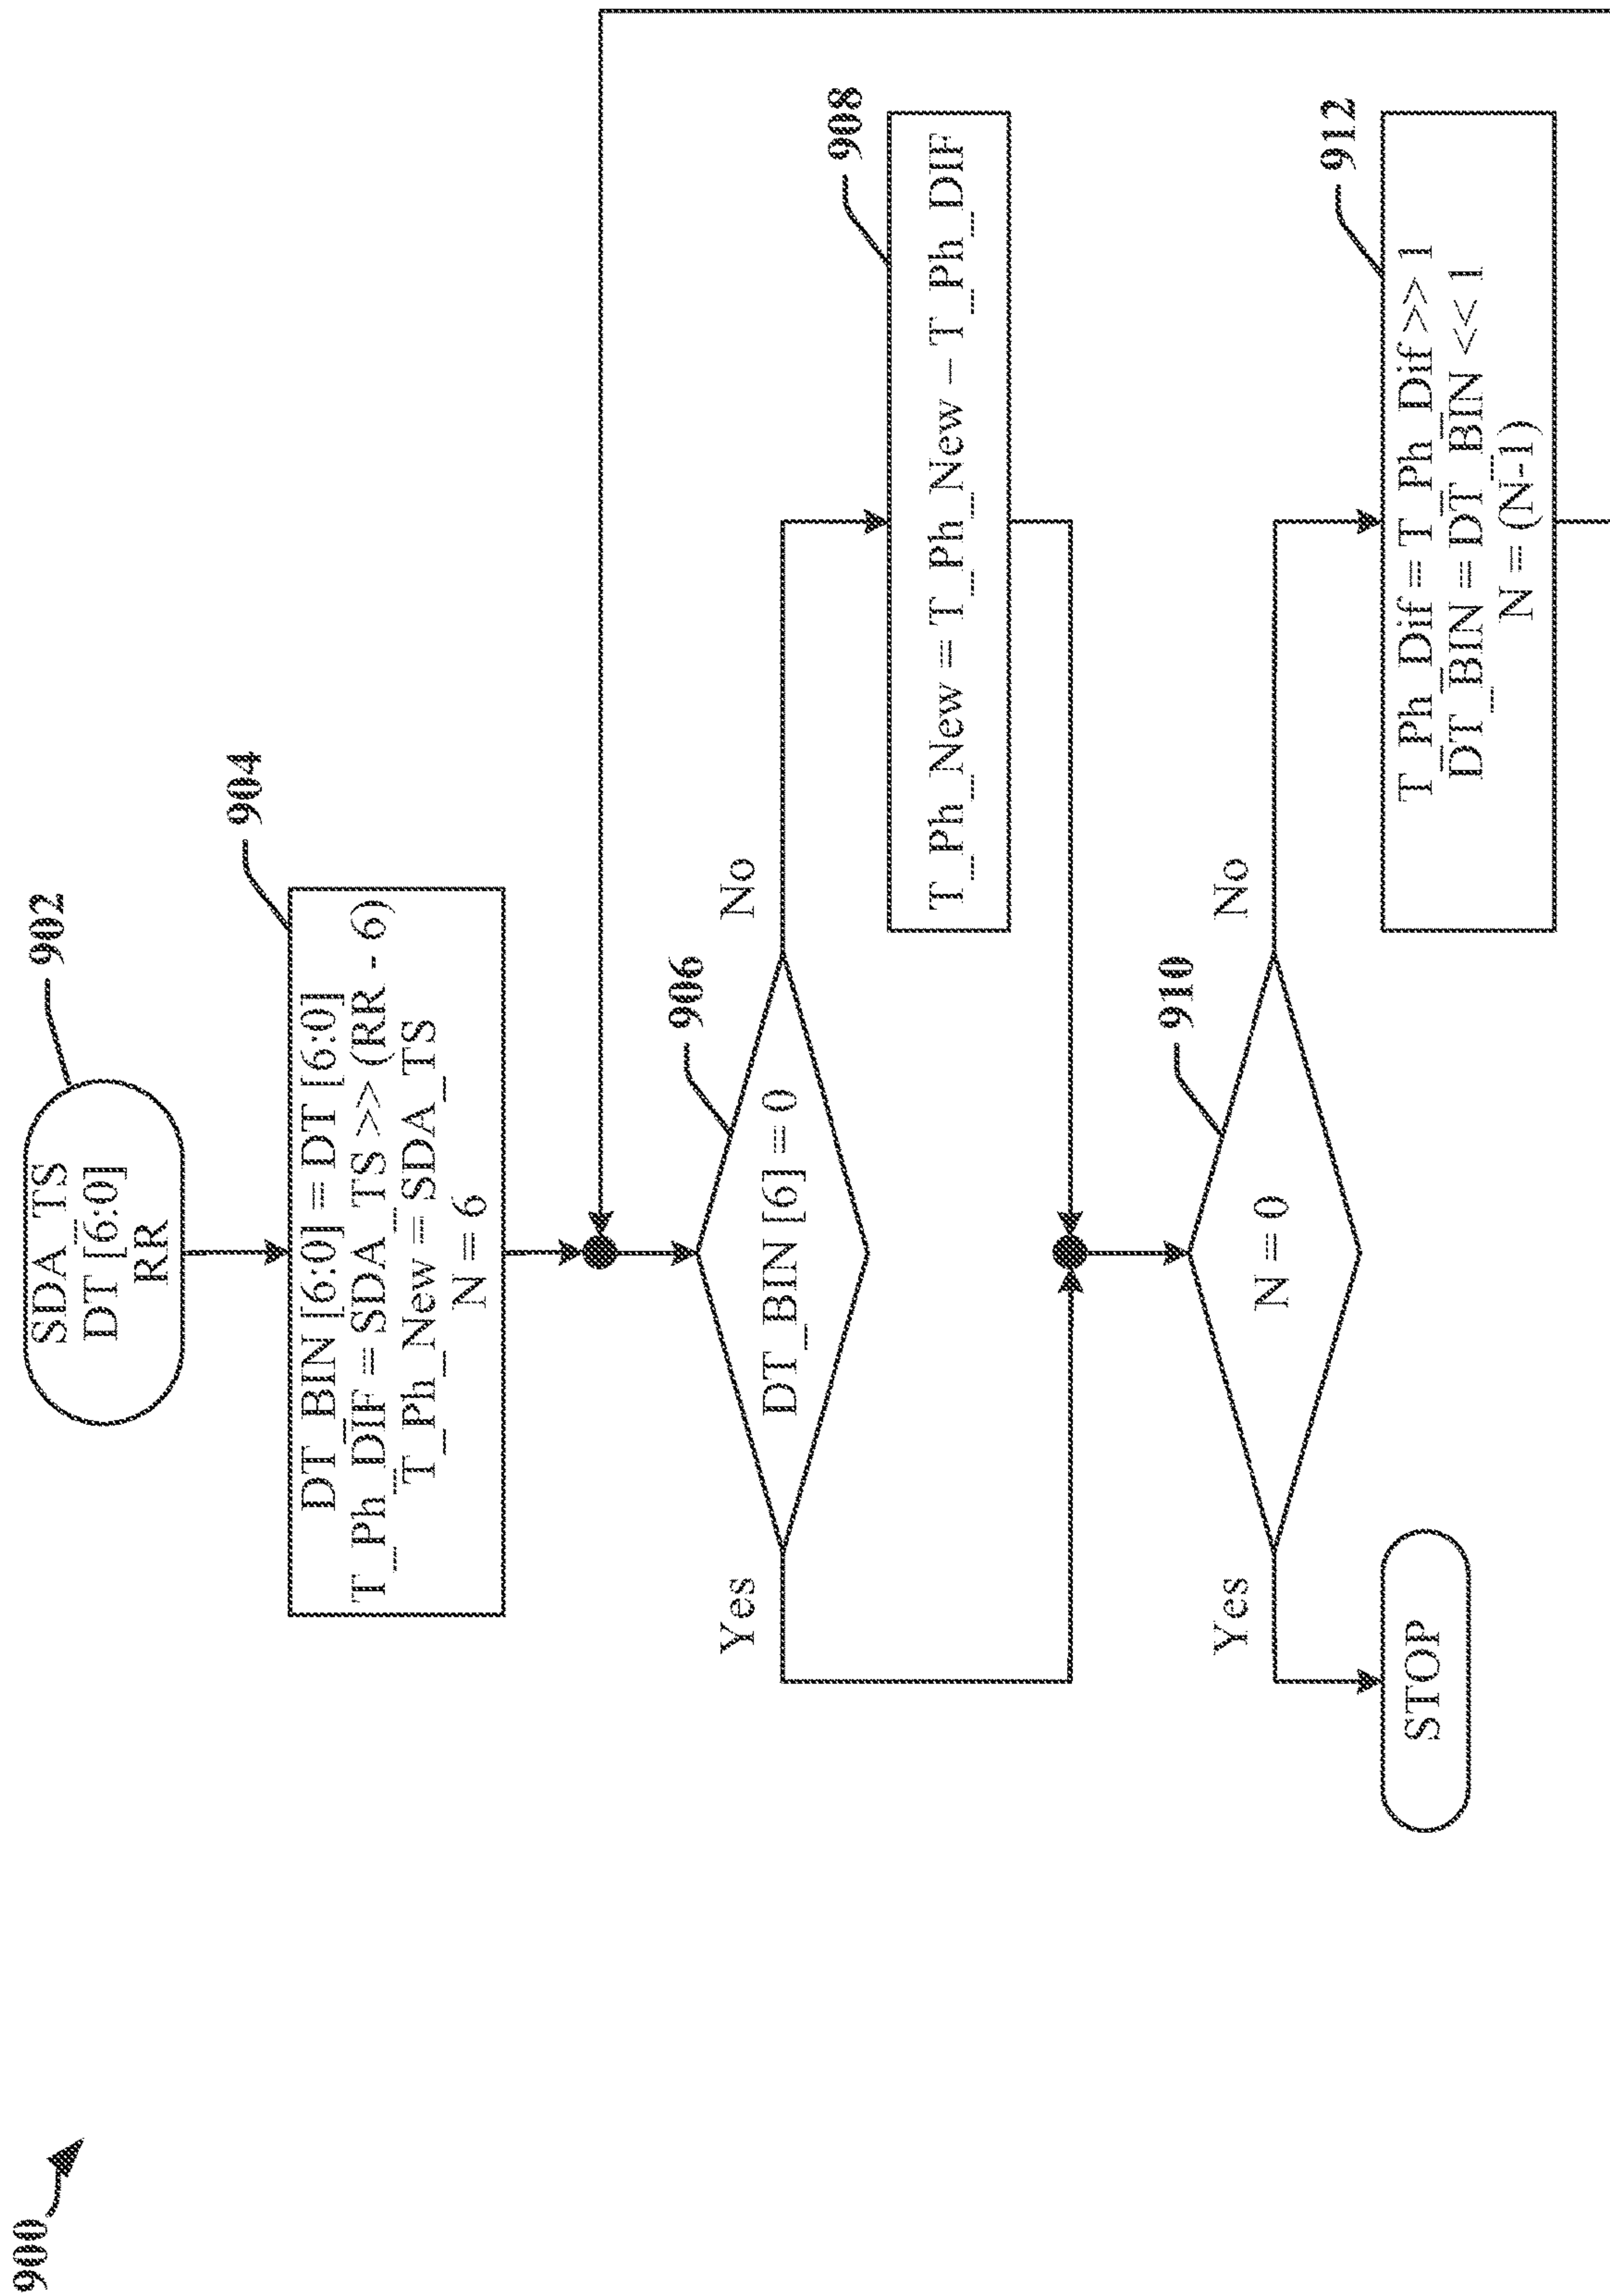 900
902
SDA_TS
DT [6:0]
RR
904
DT_BIN [6:0] = DT [6:0]
T_Ph_DIF = SDA_TS >> (RR - 6)
T_Ph_New = SDA_TS
N = 6
906
DT_BIN [6] = 0
Yes
No
908
T_Ph_New = T_Ph_New – T_Ph_DIF
910
N = 0
Yes
No
912
T_Ph_Dif = T_Ph_Dif >> 1
DT_BIN = DT_BIN << 1
N = (N-1)
STOP